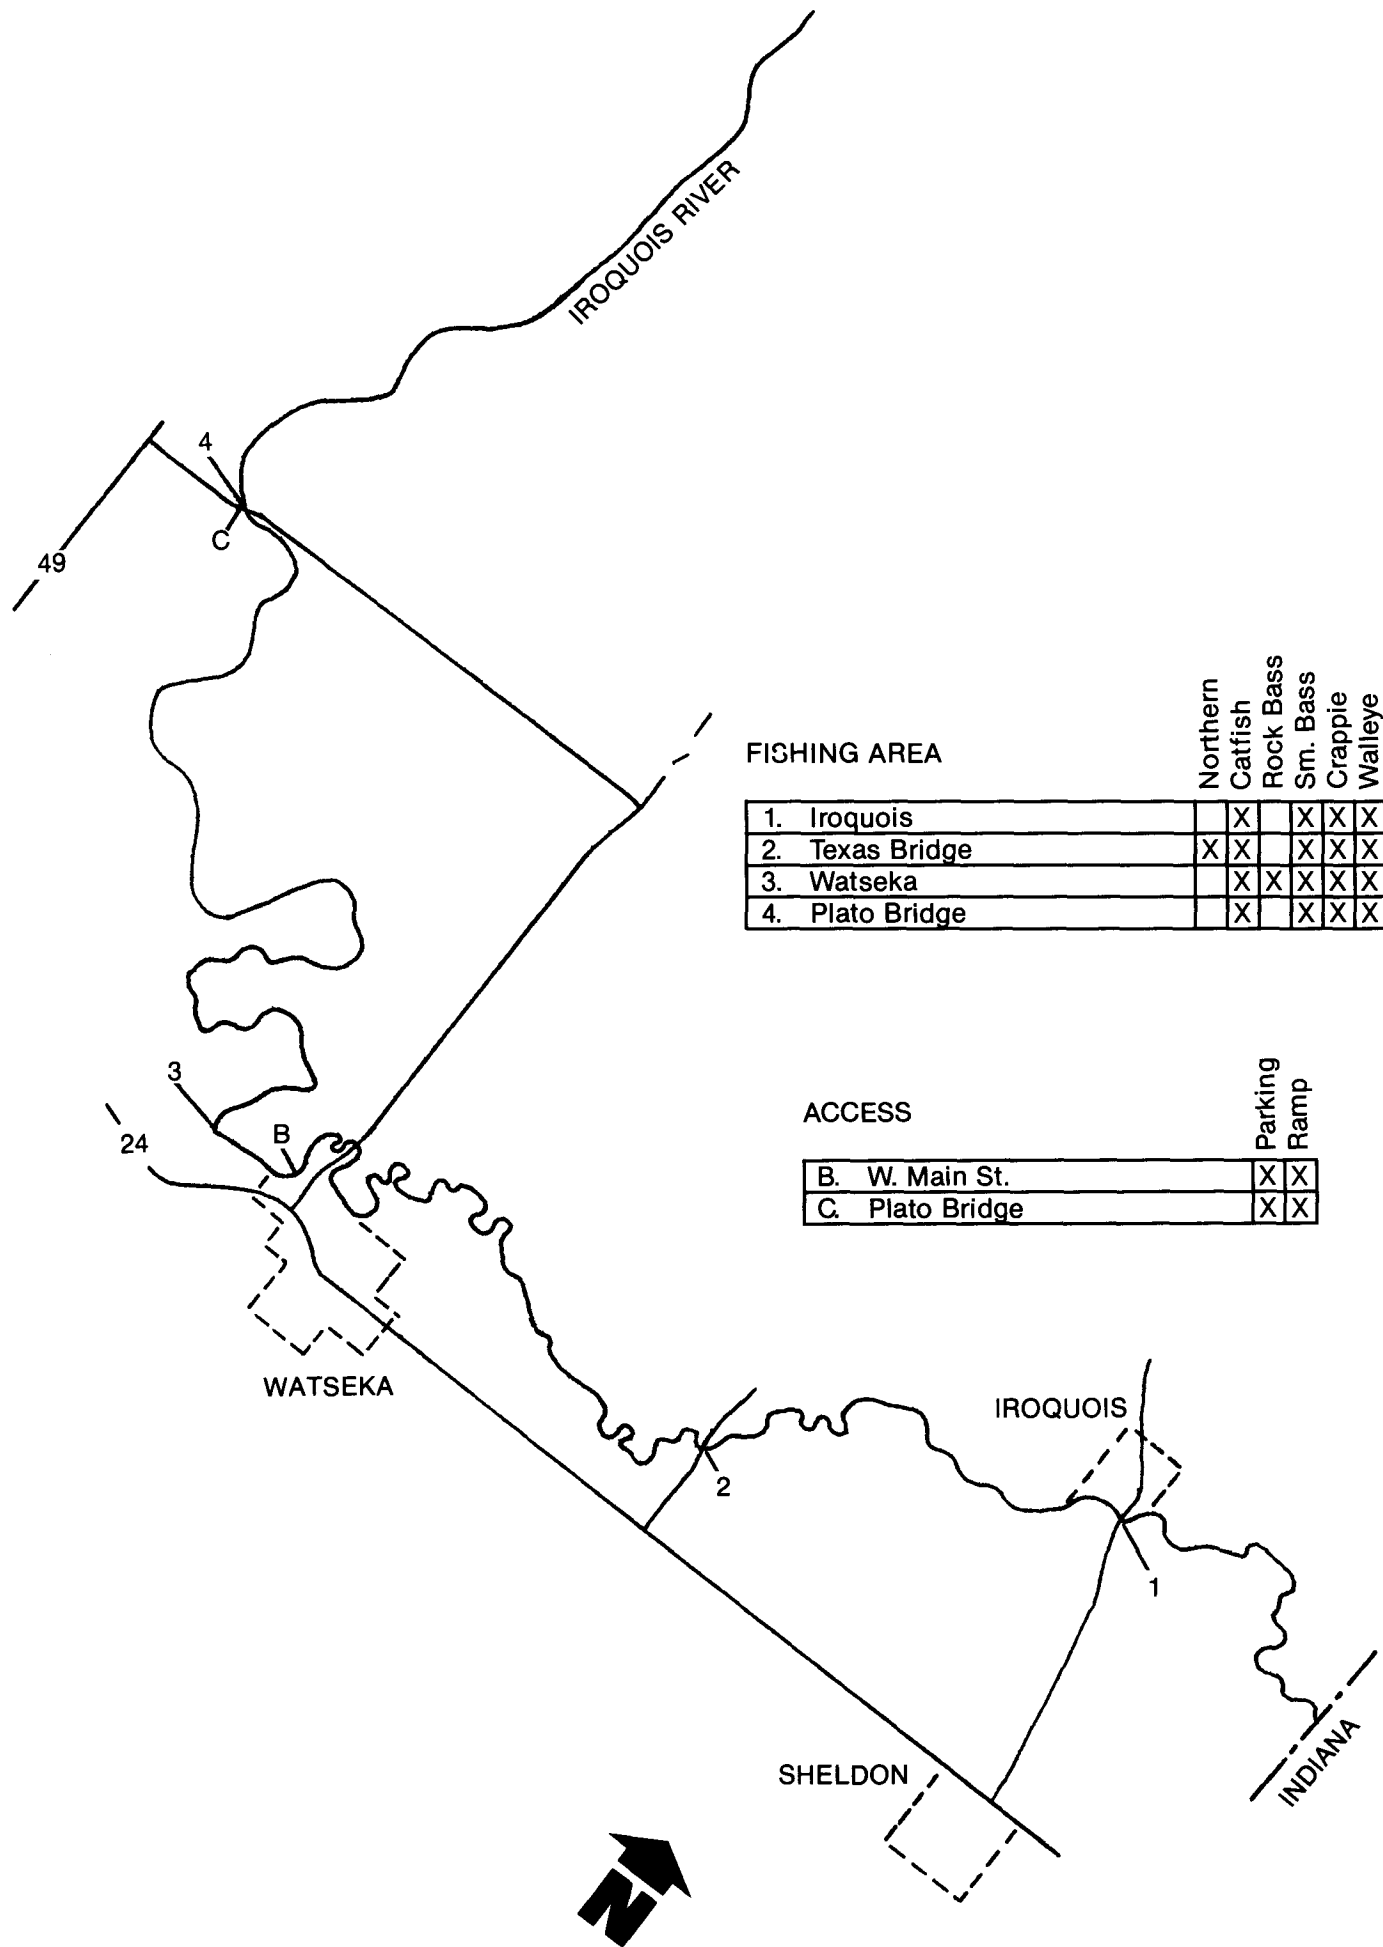 IROQUOIS RIVER
4
C
49
Northern
Catfish
Rock Bass
Sm. Bass
Crappie
Walleye
FISHING AREA
1. Iroquois X X X X
2. Texas Bridge X X X X X
3. Watseka X X X X X
4. Plato Bridge X X X X
3
B
24
ACCESS
Parking
Ramp
B. W. Main St. X X
C. Plato Bridge X X
WATSEKA
IROQUOIS
2
1
SHELDON
INDIANA
N